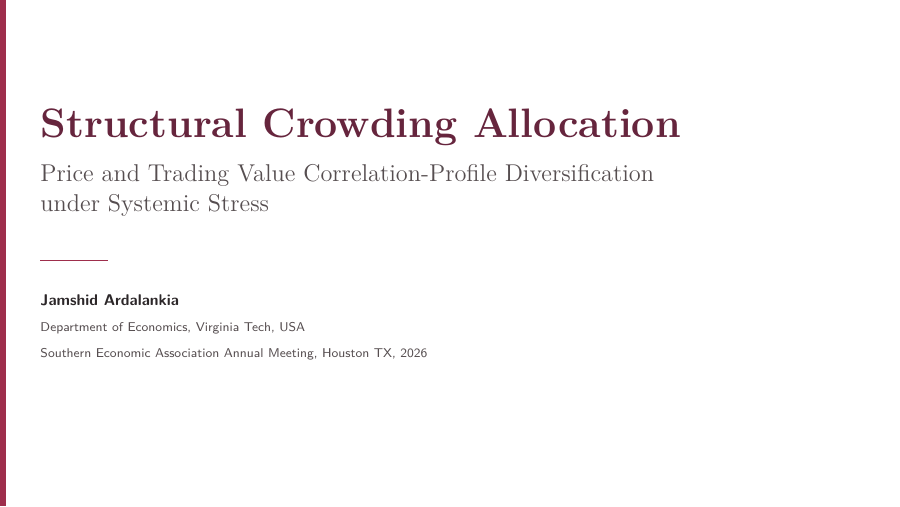 Structural Crowding Allocation
Price and Trading Value Correlation-Profile Diversification
under Systemic Stress
Jamshid Ardalankia
Department of Economics, Virginia Tech, USA
Southern Economic Association Annual Meeting, Houston TX, 2026